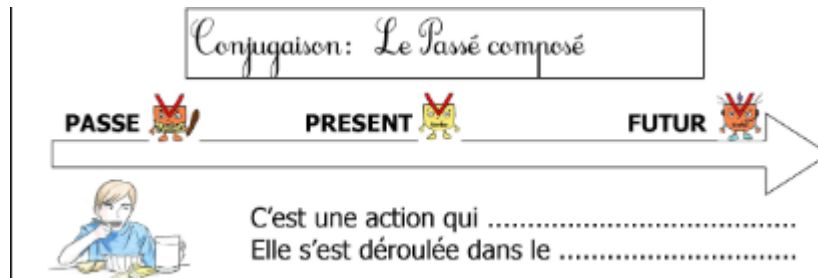 Conjugaison: Le Passé composé
PASSE PRESENT FUTUR
C'est une action qui ......................................
Elle s'est déroulée dans le .............................